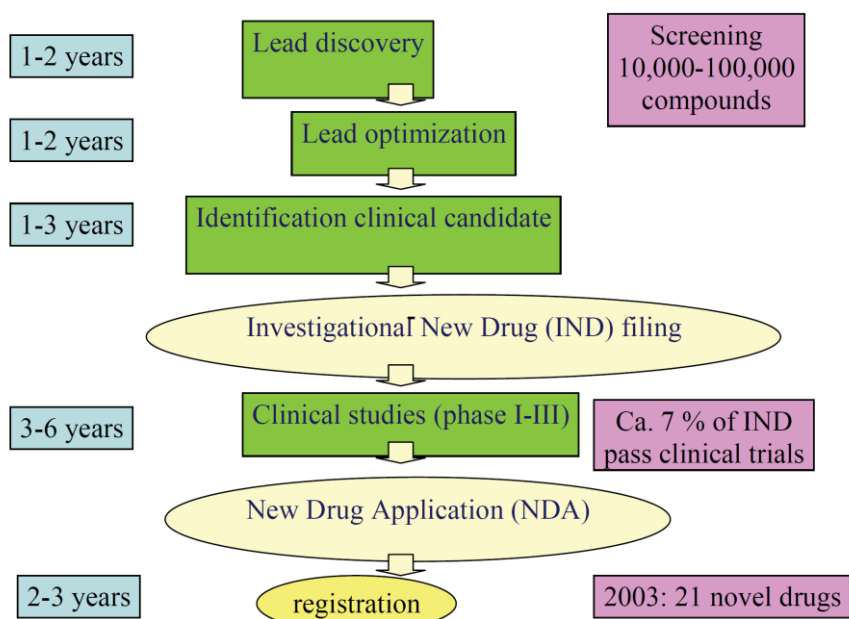 1-2 years
Lead discovery
Screening
10,000-100,000
compounds
1-2 years
Lead optimization
1-3 years
Identification clinical candidate
Investigational New Drug (IND) filing
3-6 years
Clinical studies (phase I-III)
Ca. 7 % of IND
pass clinical trials
New Drug Application (NDA)
2-3 years
registration
2003: 21 novel drugs